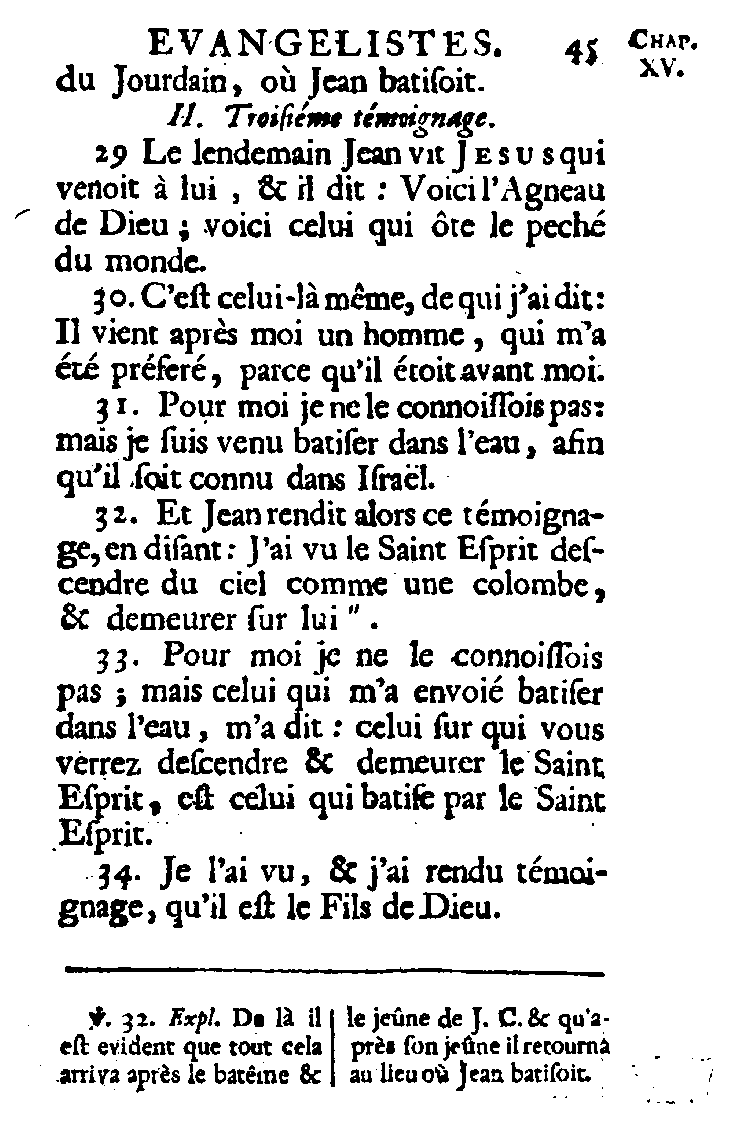 EVANGELISTES. 45 CHAP.
XV.
du Jourdain, où Jean batiſoit.
II. Troiſiéme témoignage.
29 Le lendemain Jean vit JESUS qui
venoit à lui , & il dit : Voici l'Agneau
de Dieu ; voici celui qui ôte le peché
du monde.
30. C'eſt celui-là même, de qui j'ai dit :
Il vient après moi un homme , qui m'a
été préferé, parce qu'il étoit avant moi.
31. Pour moi je ne le connoiſſois pas :
mais je ſuis venu batiſer dans l'eau , afin
qu'il ſoit connu dans Iſraël.
32. Et Jean rendit alors ce témoigna-
ge, en diſant : J'ai vu le Saint Eſprit deſ-
cendre du ciel comme une colombe,
& demeurer ſur lui " .
33. Pour moi je ne le connoiſſois
pas ; mais celui qui m'a envoié batiſer
dans l'eau , m'a dit : celui ſur qui vous
verrez deſcendre & demeurer le Saint
Eſprit, eſt celui qui batiſe par le Saint
Eſprit.
34. Je l'ai vu, & j'ai rendu témoi-
gnage, qu'il eſt le Fils de Dieu.
℣. 32. Expl. De là il
eſt evident que tout cela
arriva après le batême &
le jeûne de J. C. & qu'a-
près ſon jeûne il retourna
au lieu où Jean batiſoit.